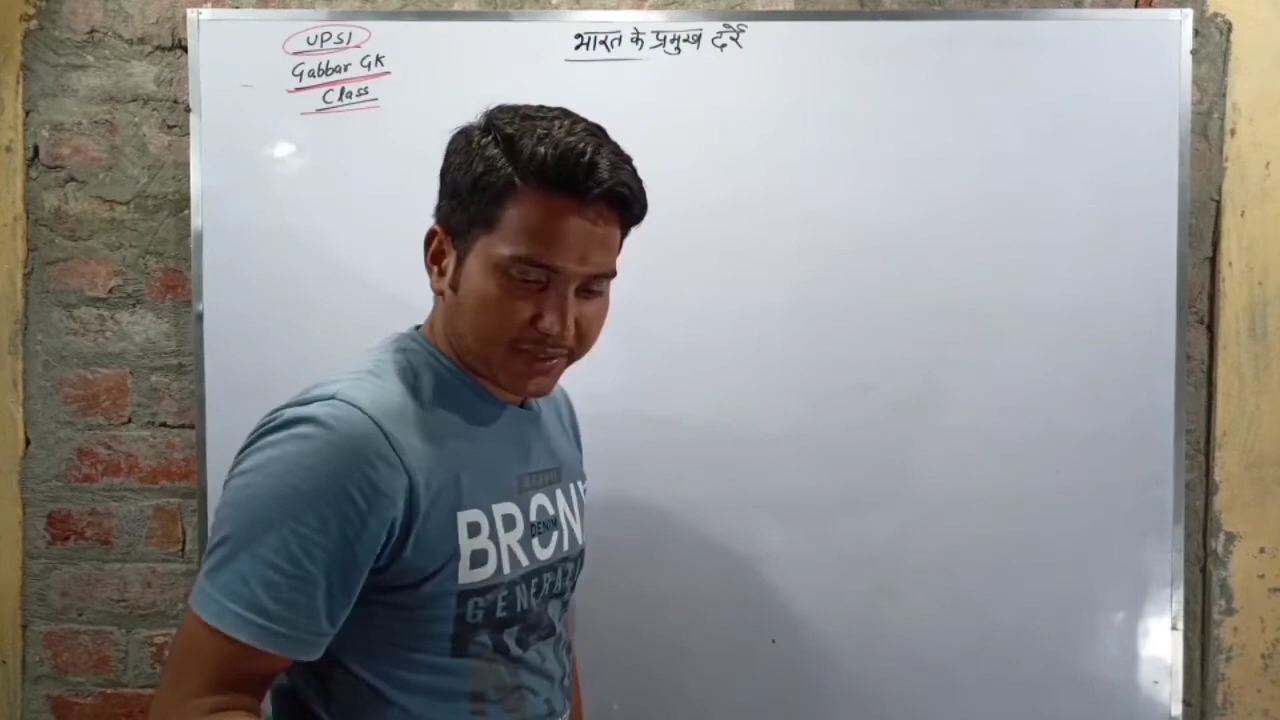 UPSI
Gabbar GK
Class
भारत के प्रमुख दर्रे
BRON
DENIM
GENERA